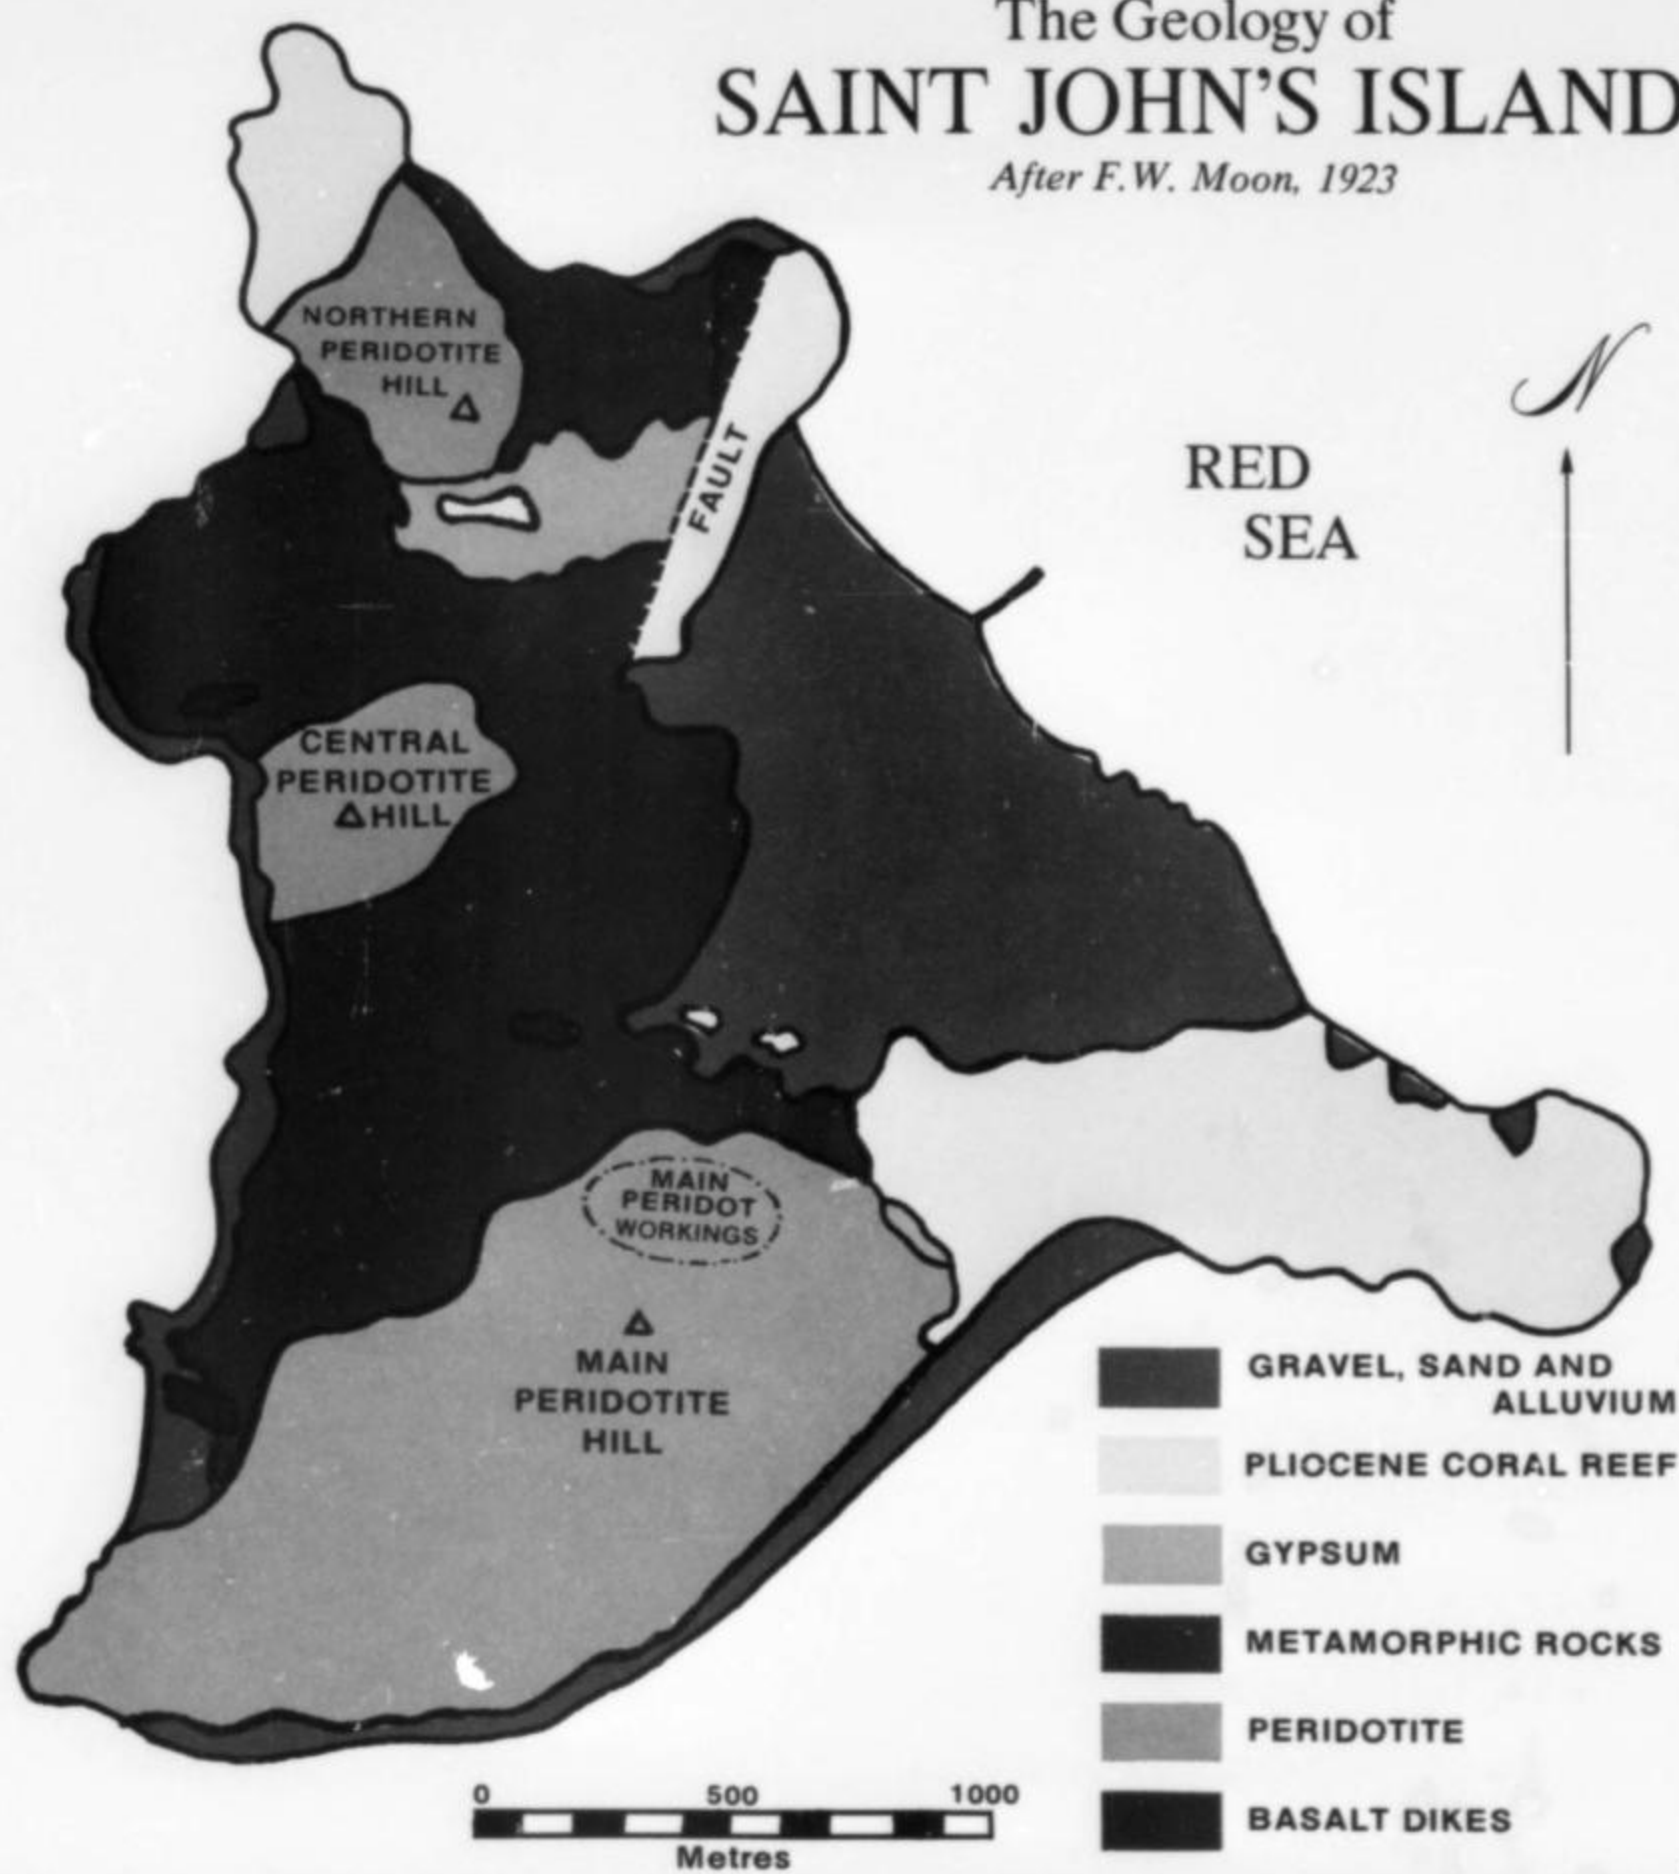 The Geology of
SAINT JOHN'S ISLAND
After F.W. Moon, 1923
N
RED
SEA
NORTHERN
PERIDOTITE
HILL
FAULT
CENTRAL
PERIDOTITE
HILL
MAIN
PERIDOT
WORKINGS
MAIN
PERIDOTITE
HILL
GRAVEL, SAND AND
ALLUVIUM
PLIOCENE CORAL REEF
GYPSUM
METAMORPHIC ROCKS
PERIDOTITE
BASALT DIKES
0 500 1000
Metres